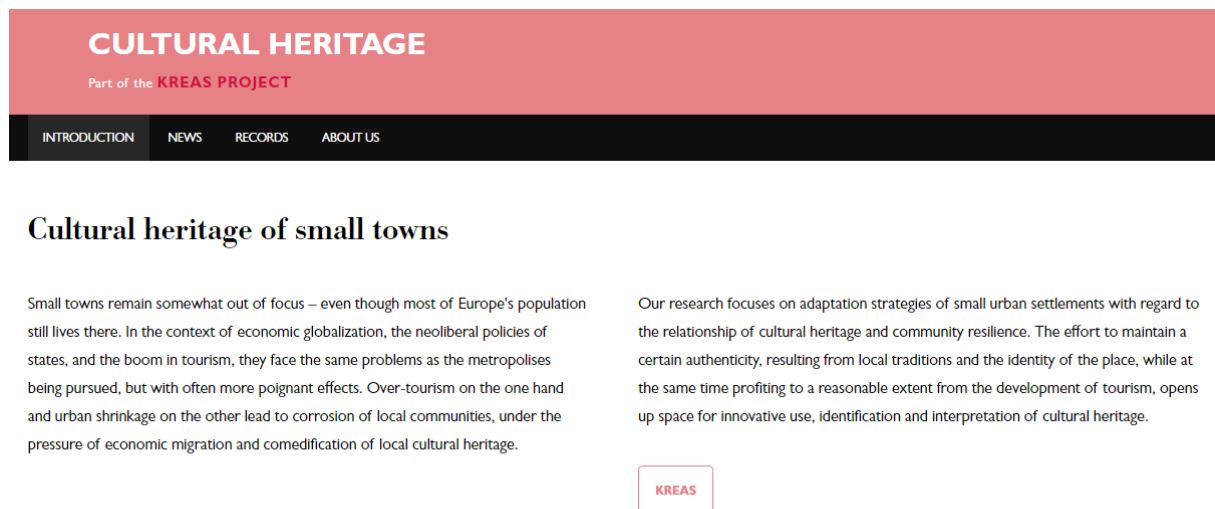 CULTURAL HERITAGE
Part of the KREAS PROJECT
INTRODUCTION NEWS RECORDS ABOUT US
Cultural heritage of small towns
Small towns remain somewhat out of focus – even though most of Europe's population
still lives there. In the context of economic globalization, the neoliberal policies of
states, and the boom in tourism, they face the same problems as the metropolises
being pursued, but with often more poignant effects. Over-tourism on the one hand
and urban shrinkage on the other lead to corrosion of local communities, under the
pressure of economic migration and comedification of local cultural heritage.
Our research focuses on adaptation strategies of small urban settlements with regard to
the relationship of cultural heritage and community resilience. The effort to maintain a
certain authenticity, resulting from local traditions and the identity of the place, while at
the same time profiting to a reasonable extent from the development of tourism, opens
up space for innovative use, identification and interpretation of cultural heritage.
KREAS